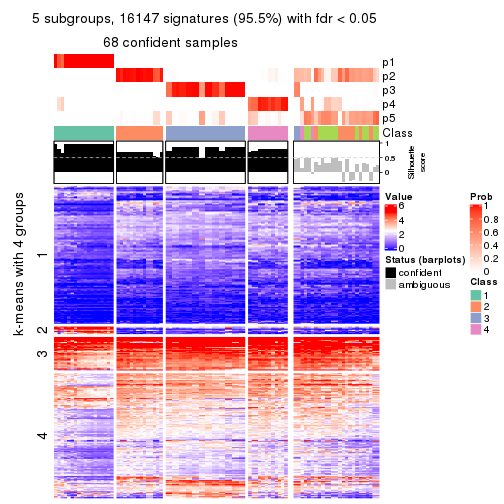 5 subgroups, 16147 signatures (95.5%) with fdr < 0.05
68 confident samples
p1
p2
p3
p4
p5
Class
1
0.5
0
Silhouette
score
k-means with 4 groups
1
2
3
4
Value
6
4
2
0
Status (barplots)
confident
ambiguous
Prob
1
0.8
0.6
0.4
0.2
0
Class
1
2
3
4